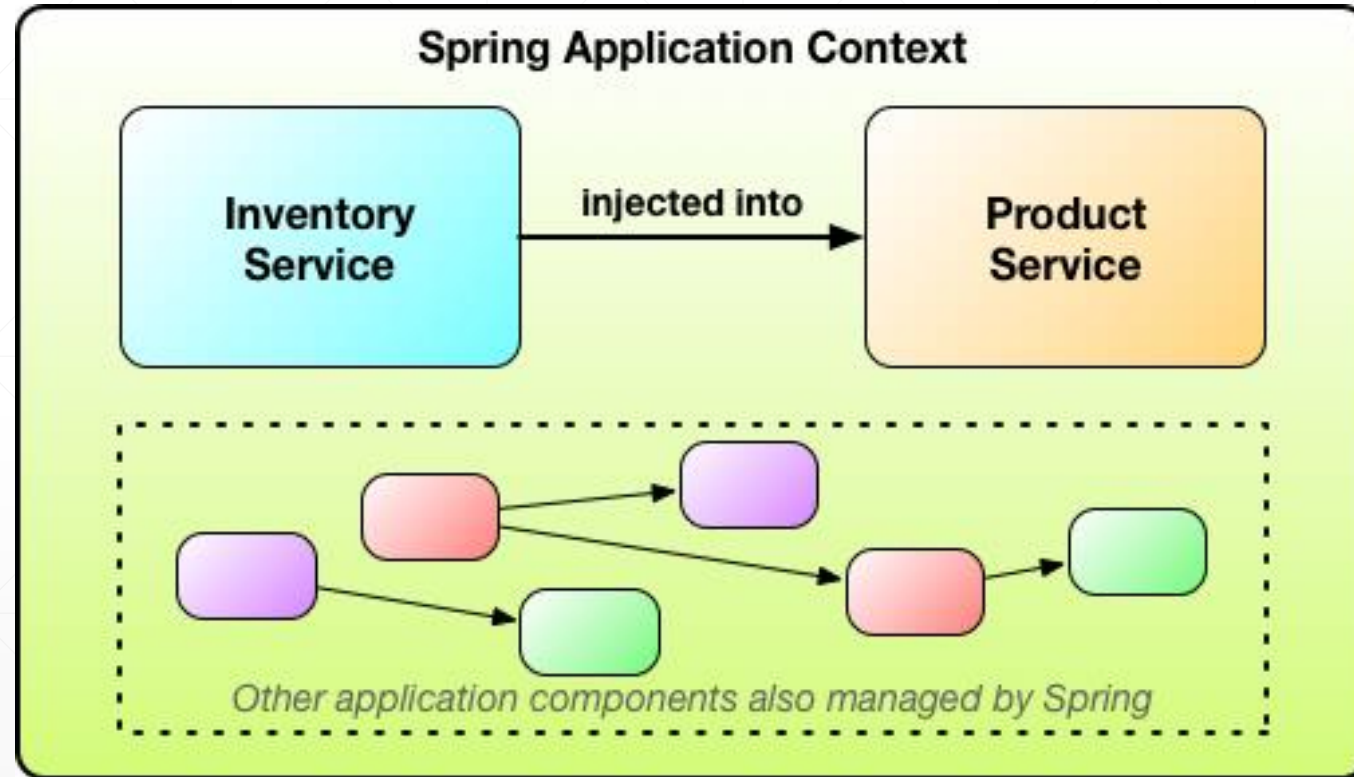 Spring Application Context
Inventory
Service
injected into
Product
Service
Other application components also managed by Spring